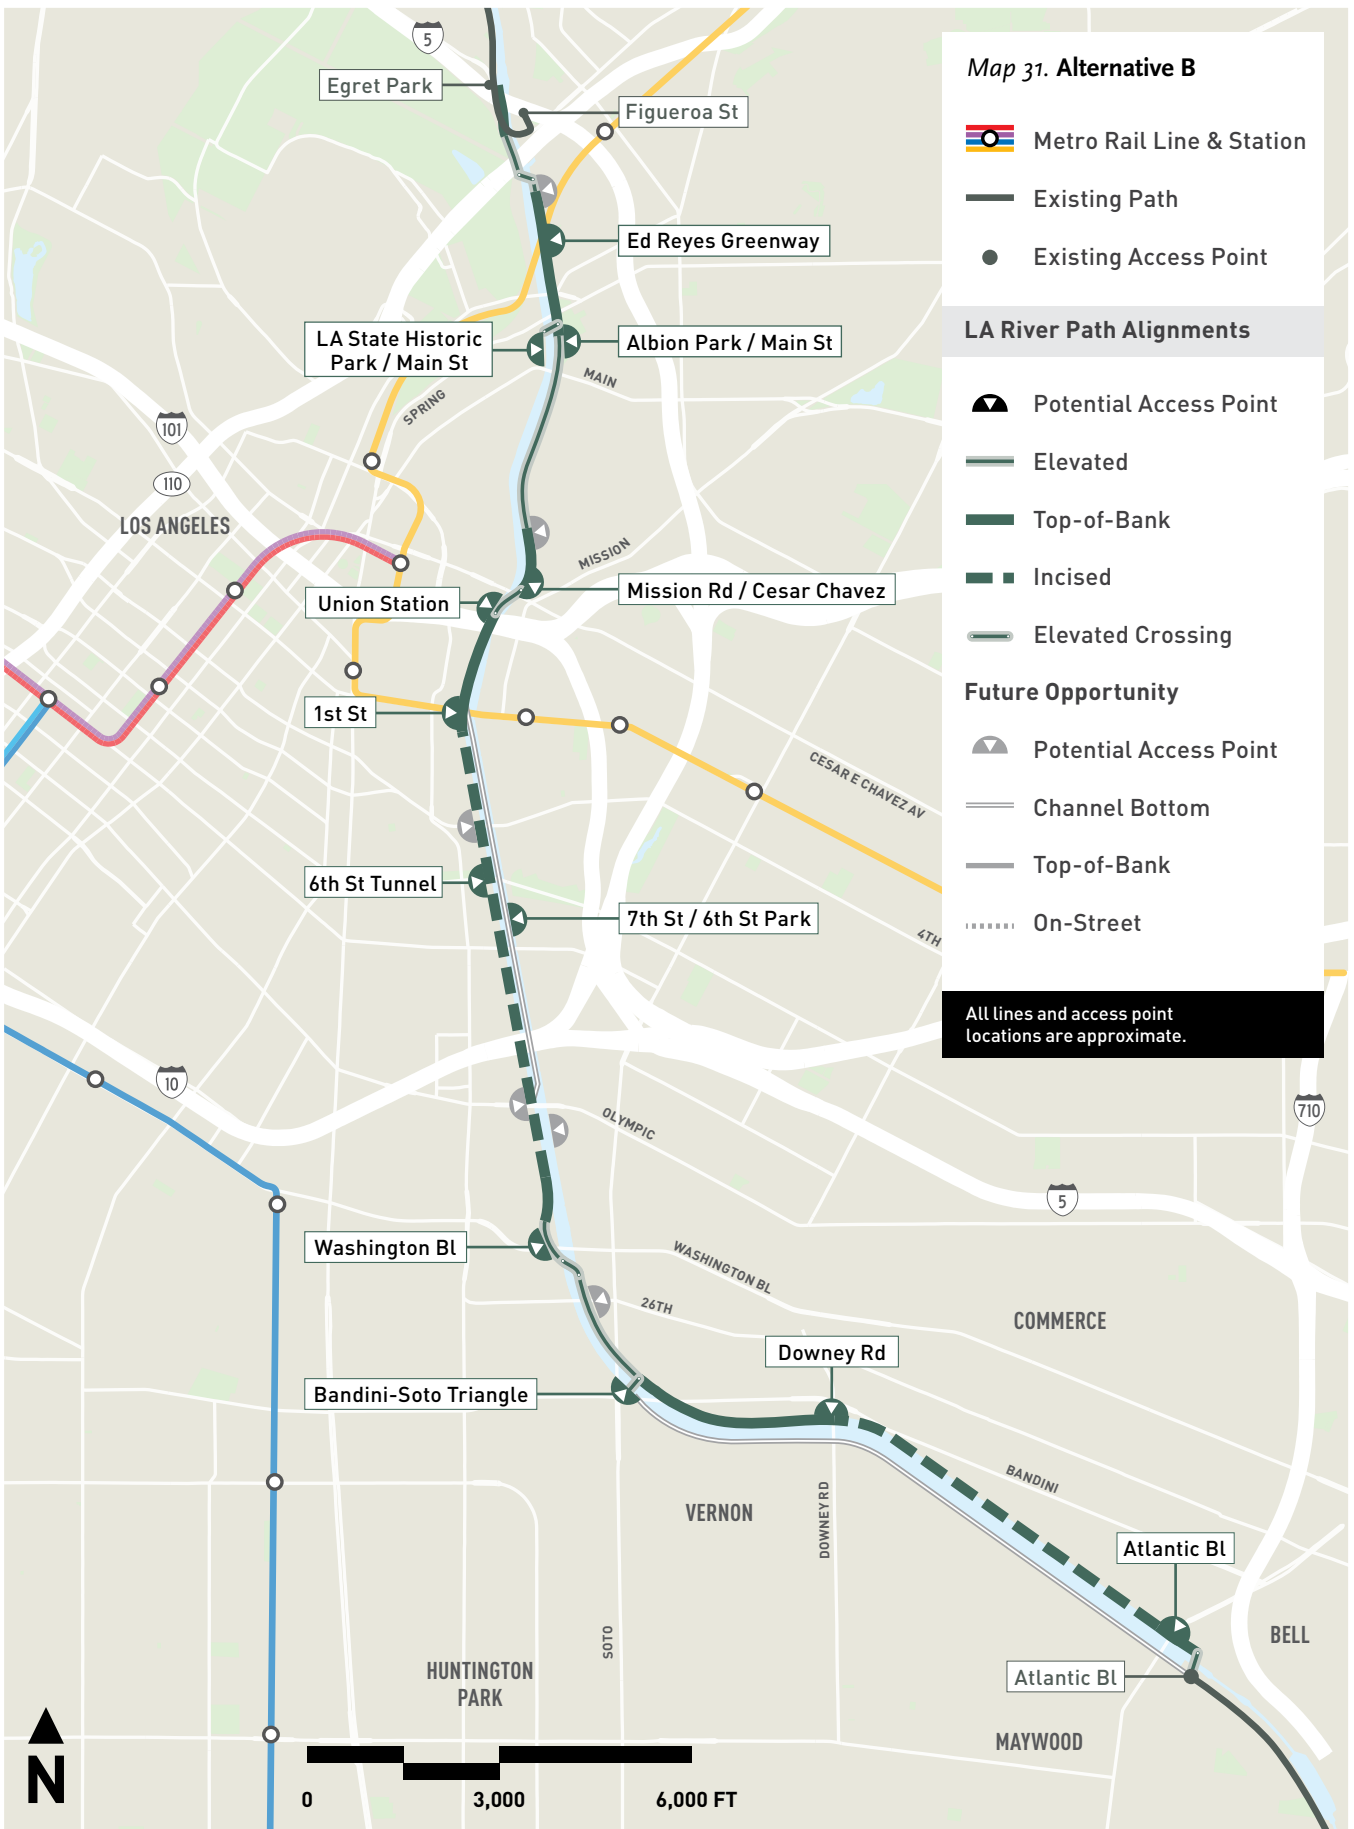 5
Egret Park
Figueroa St
Ed Reyes Greenway
LA State Historic
Park / Main St
Albion Park / Main St
MAIN
SPRING
101
110
LOS ANGELES
MISSION
Mission Rd / Cesar Chavez
Union Station
1st St
CESAR E CHAVEZ AV
6th St Tunnel
7th St / 6th St Park
4TH
10
OLYMPIC
710
5
Washington Bl
WASHINGTON BL
26TH
COMMERCE
Downey Rd
Bandini-Soto Triangle
BANDINI
VERNON
DOWNEY RD
Atlantic Bl
SOTO
BELL
HUNTINGTON
PARK
Atlantic Bl
MAYWOOD
N
0
3,000
6,000 FT
Map 31. Alternative B
Metro Rail Line & Station
Existing Path
Existing Access Point
LA River Path Alignments
Potential Access Point
Elevated
Top-of-Bank
Incised
Elevated Crossing
Future Opportunity
Potential Access Point
Channel Bottom
Top-of-Bank
On-Street
All lines and access point
locations are approximate.